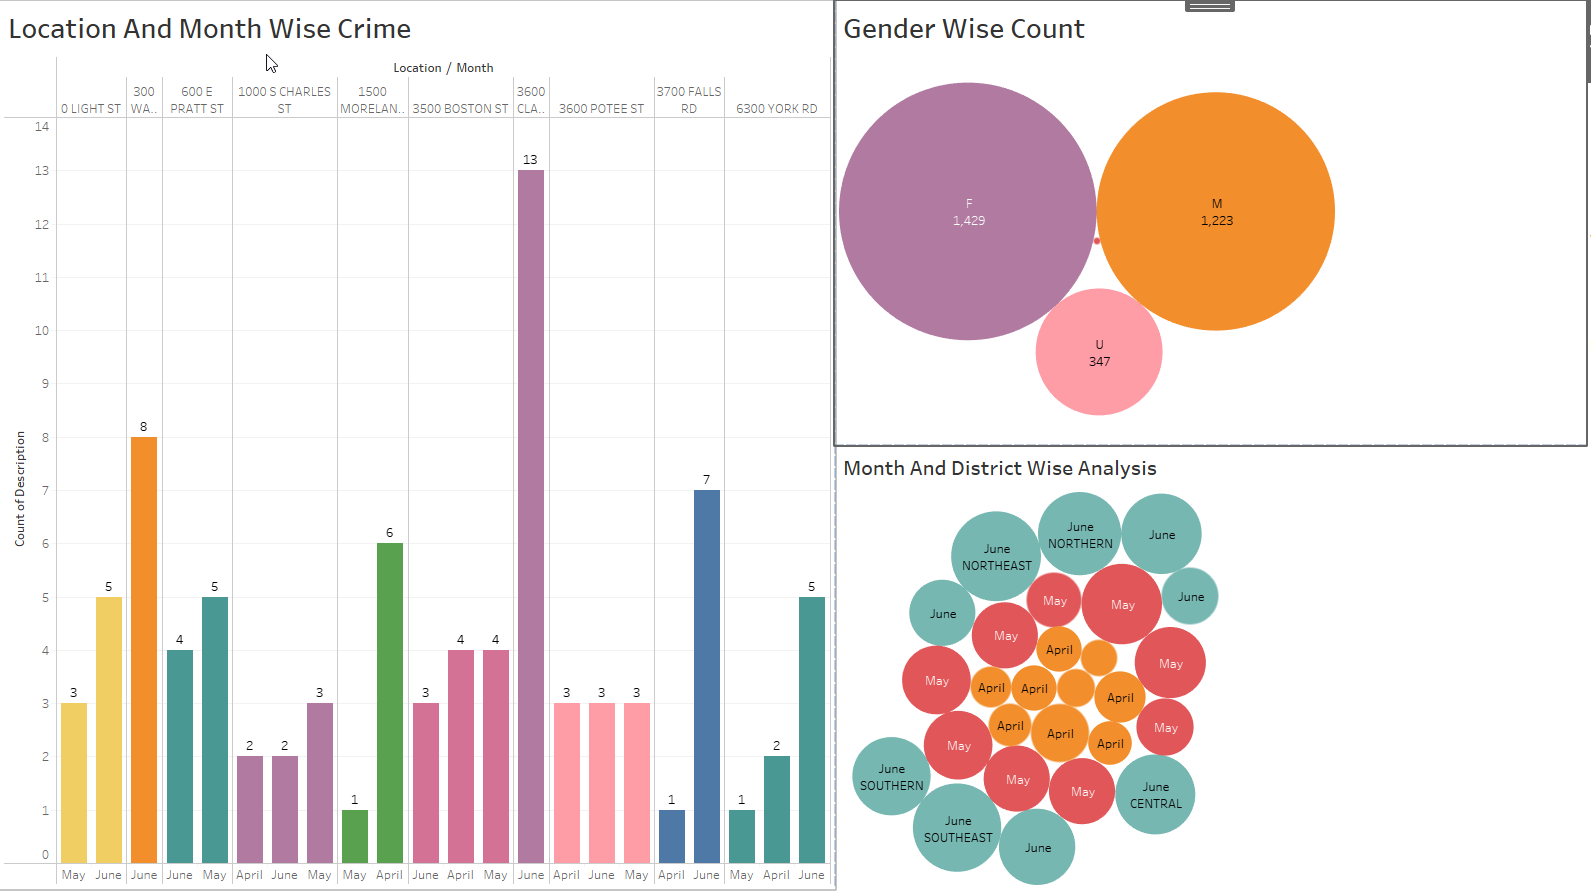 Location And Month Wise Crime
Location / Month
0 LIGHT ST
300
WA..
600 E
PRATT ST
1000 S CHARLES
ST
1500
MORELAN..
3500 BOSTON ST
3600
CLA..
3600 POTEE ST
3700 FALLS
RD
6300 YORK RD
Count of Description
14
13
12
11
10
9
8
7
6
5
4
3
2
1
0
3
5
8
4
5
2
2
3
1
6
3
4
4
13
3
3
3
1
7
1
2
5
May June June June May April June May May April June April May June April June May April June May April June
Gender Wise Count
F
1,429
M
1,223
U
347
Month And District Wise Analysis
June
NORTHEAST
June
NORTHERN
June
June
June
May
May
May
May
May
April
April
April
April
April
April
April
May
May
May
May
June
SOUTHERN
June
SOUTHEAST
June
June
CENTRAL